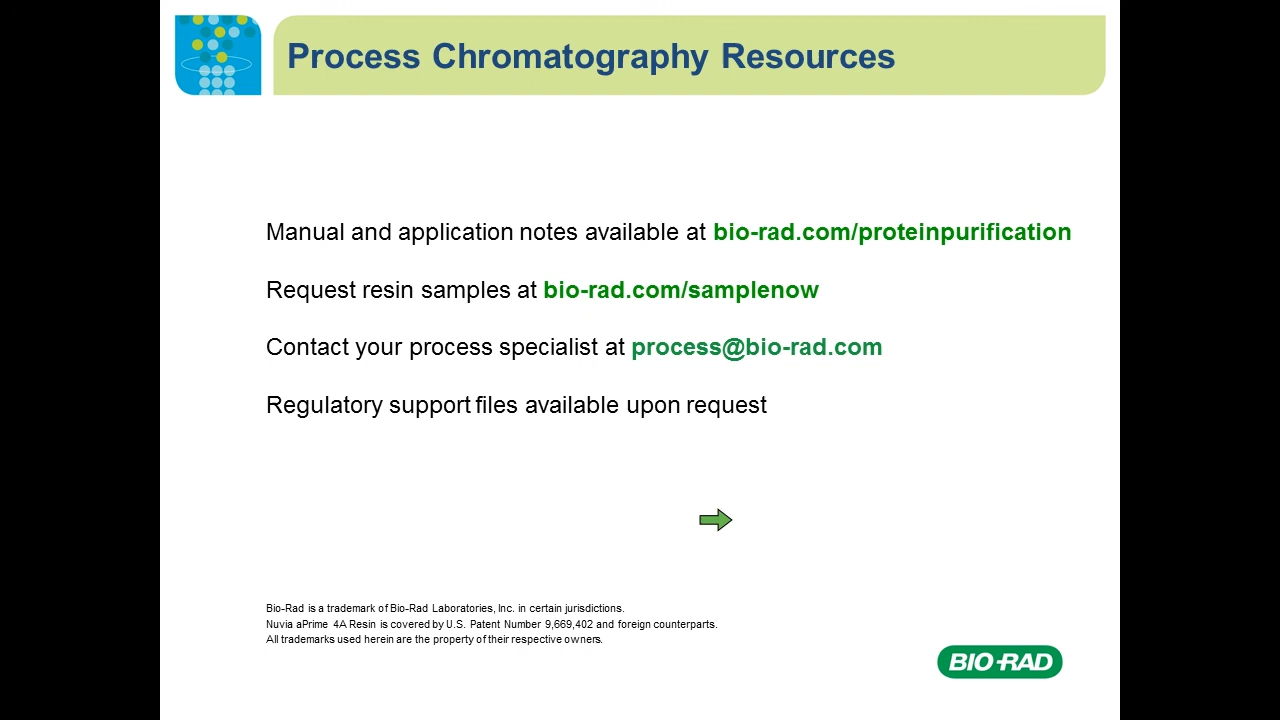 Process Chromatography Resources
Manual and application notes available at bio-rad.com/proteinpurification
Request resin samples at bio-rad.com/samplenow
Contact your process specialist at process@bio-rad.com
Regulatory support files available upon request
Bio-Rad is a trademark of Bio-Rad Laboratories, Inc. in certain jurisdictions.
Nuvia aPrime 4A Resin is covered by U.S. Patent Number 9,669,402 and foreign counterparts.
All trademarks used herein are the property of their respective owners.
BIO-RAD